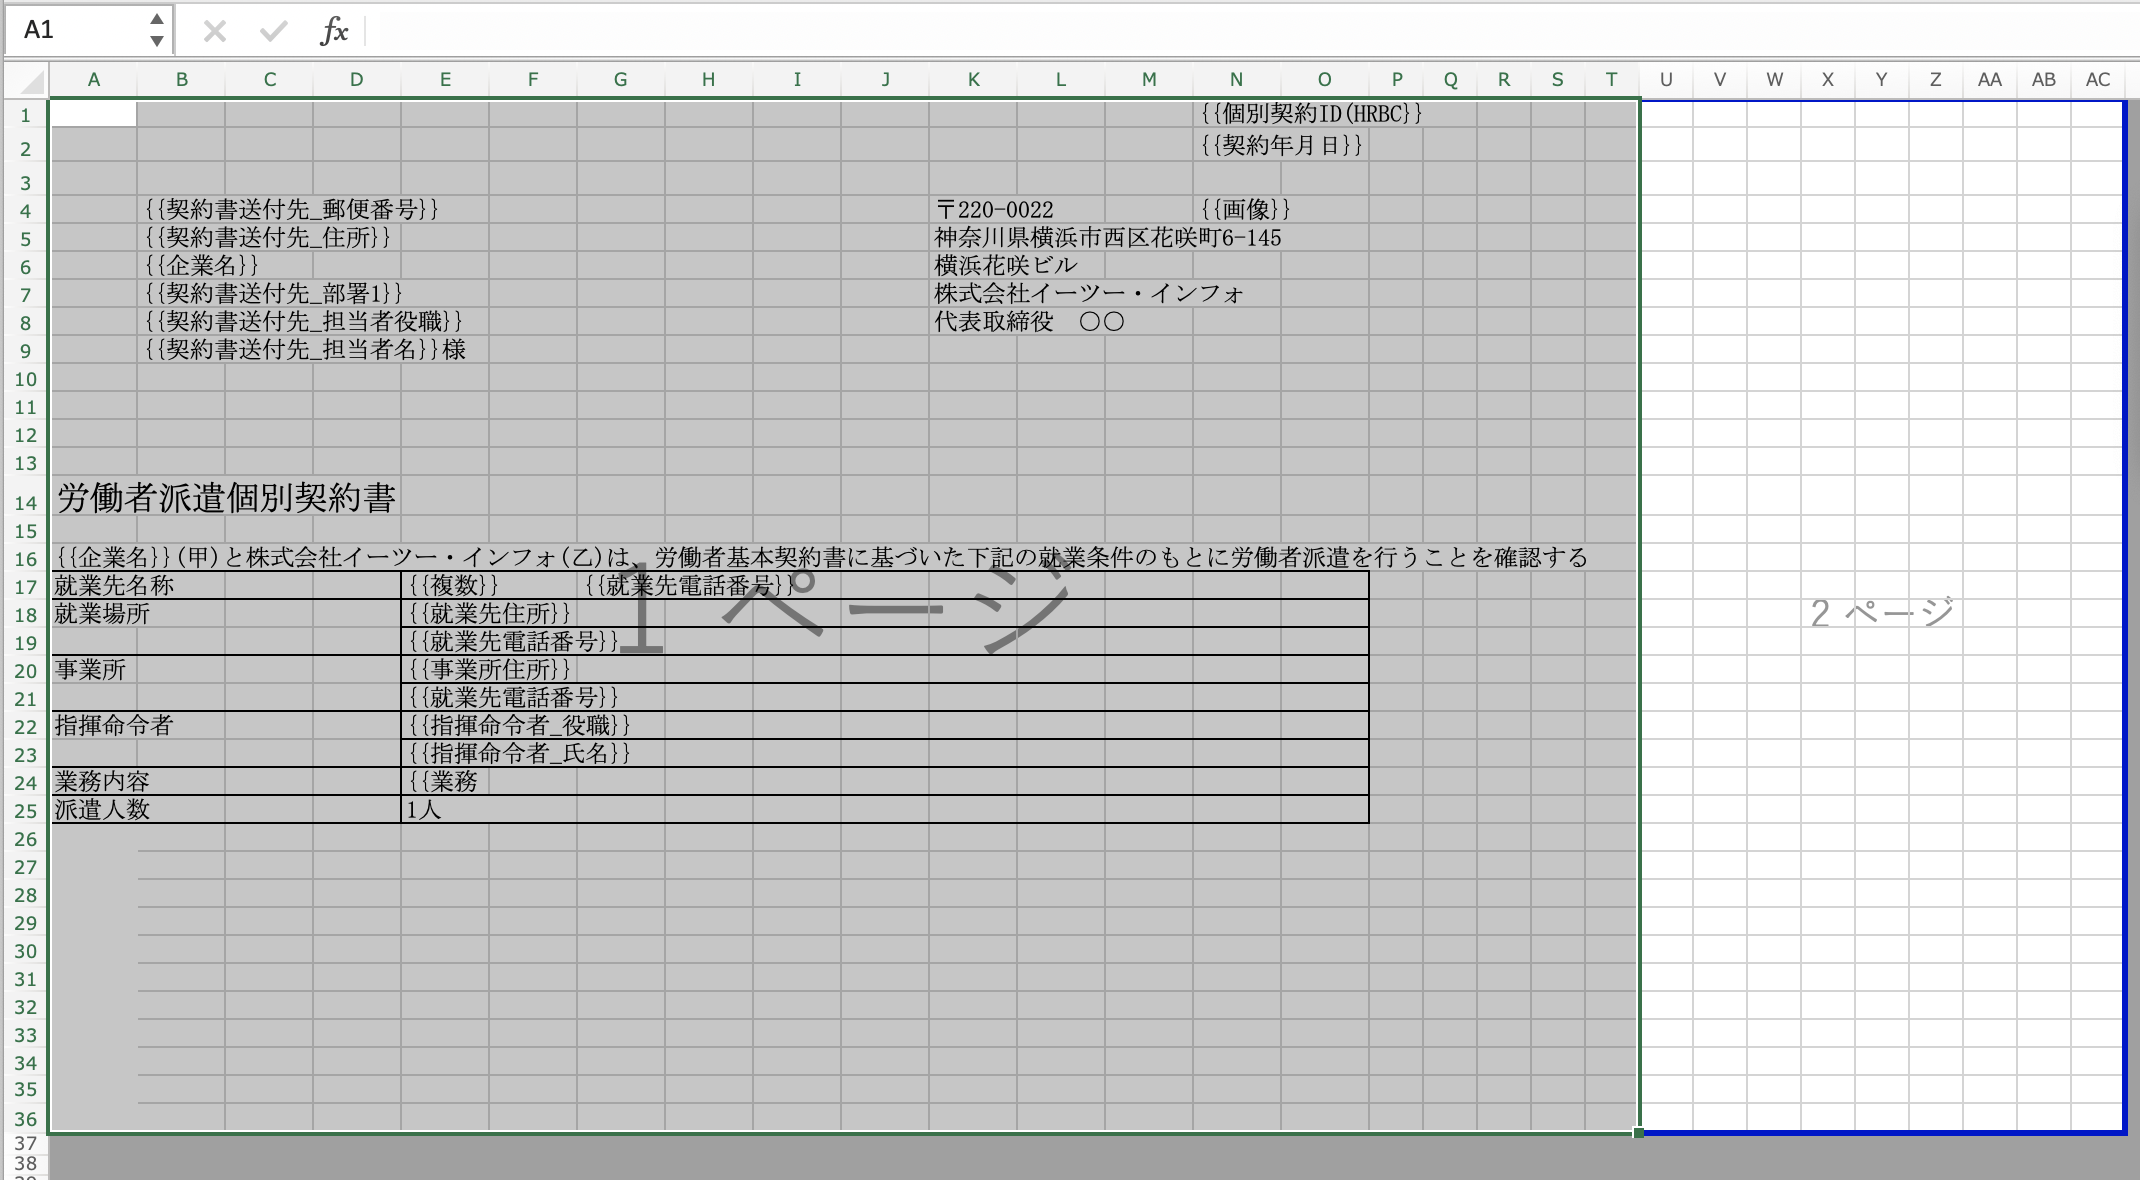 A1 fx
A B C D E F G H I J K L M N O P Q R S T U V W X Y Z AA AB AC
1 {{個別契約ID(HRBC}}
2 {{契約年月日}}
3
4 {{契約書送付先_郵便番号}} 〒220-0022 {{画像}}
5 {{契約書送付先_住所}} 神奈川県横浜市西区花咲町6-145
6 {{企業名}} 横浜花咲ビル
7 {{契約書送付先_部署1}} 株式会社イーツー・インフォ
8 {{契約書送付先_担当者役職}} 代表取締役　〇〇
9 {{契約書送付先_担当者名}}様
10
11
12
13
14 労働者派遣個別契約書
15
16 {{企業名}}(甲)と株式会社イーツー・インフォ(乙)は、労働者基本契約書に基づいた下記の就業条件のもとに労働者派遣を行うことを確認する
17 就業先名称 {{複数}} {{就業先電話番号}}
18 就業場所 {{就業先住所}}
1 ページ
2 ページ
19 {{就業先電話番号}}
20 事業所 {{事業所住所}}
21 {{就業先電話番号}}
22 指揮命令者 {{指揮命令者_役職}}
23 {{指揮命令者_氏名}}
24 業務内容 {{業務
25 派遣人数 1人
26
27
28
29
30
31
32
33
34
35
36
37
38